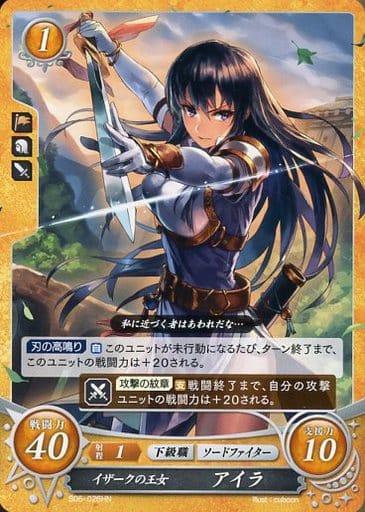 1
私に近づく者はあわれだな…
刃の高鳴り 自 このユニットが未行動になるたび、ターン終了まで、
このユニットの戦闘力は+20される。
攻撃の紋章 支 戦闘終了まで、自分の攻撃
ユニットの戦闘力は+20される。
戦闘力
40
射程 1
下級職
ソードファイター
支援力
10
イザークの王女 アイラ
S06-026HN
Illust : cuboon